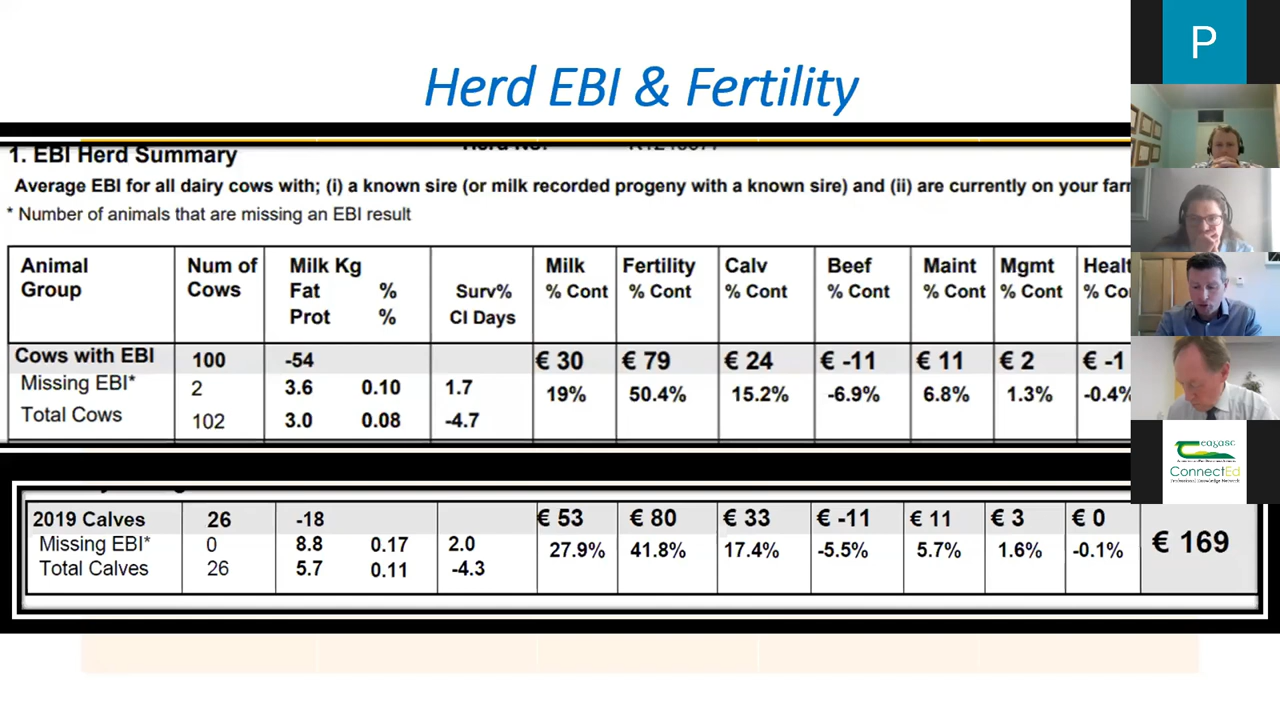 Herd EBI & Fertility
P
1. EBI Herd Summary
Average EBI for all dairy cows with; (i) a known sire (or milk recorded progeny with a known sire) and (ii) are currently on your farm
* Number of animals that are missing an EBI result
Animal Group Num of Cows Milk Kg Fat % Prot % Surv% CI Days Milk % Cont Fertility % Cont Calv % Cont Beef % Cont Maint % Cont Mgmt % Cont Healt % Co
Cows with EBI 100 -54 € 30 € 79 € 24 € -11 € 11 € 2 € -1
Missing EBI* 2 3.6 0.10 1.7 19% 50.4% 15.2% -6.9% 6.8% 1.3% -0.4%
Total Cows 102 3.0 0.08 -4.7
2019 Calves 26 -18 € 53 € 80 € 33 € -11 € 11 € 3 € 0 € 169
Missing EBI* 0 8.8 0.17 2.0 27.9% 41.8% 17.4% -5.5% 5.7% 1.6% -0.1%
Total Calves 26 5.7 0.11 -4.3
eagasc
ConnectEd